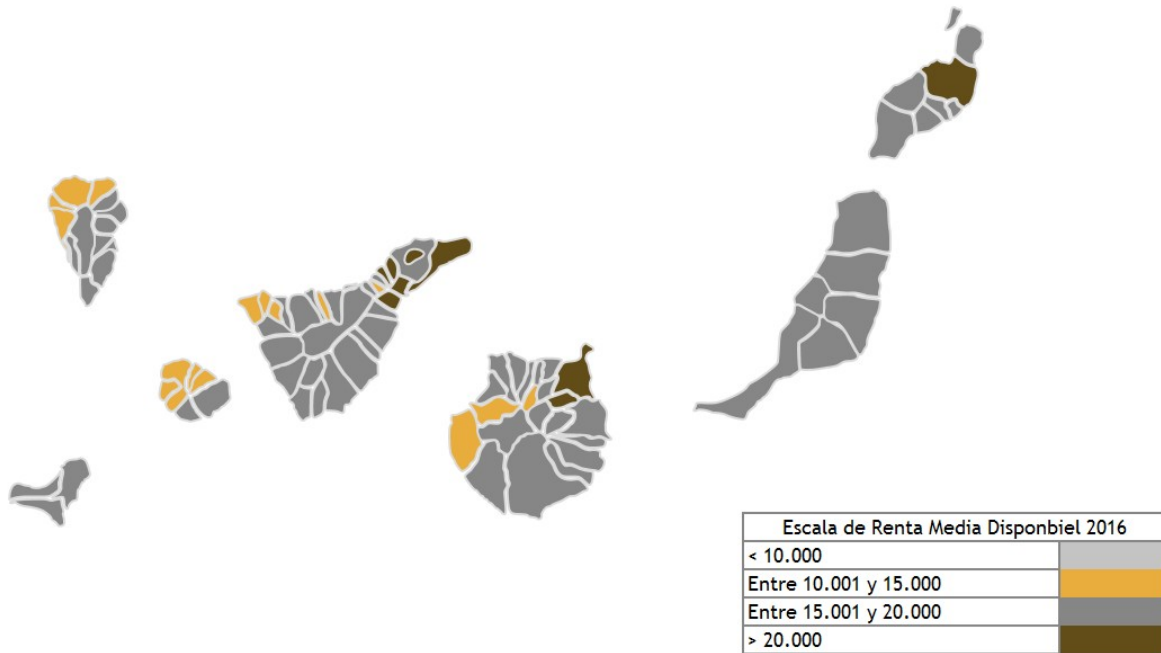 Escala de Renta Media Disponbiel 2016
< 10.000
Entre 10.001 y 15.000
Entre 15.001 y 20.000
> 20.000